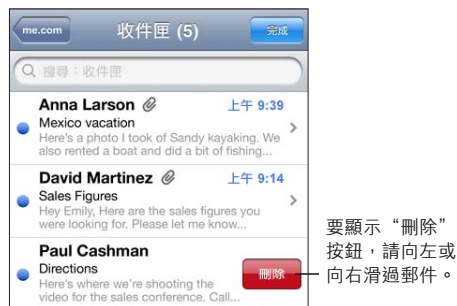 me.com
收件匣 (5)
完成
搜尋：收件匣
Anna Larson
上午 9:39
Mexico vacation
Here's a photo I took of Sandy kayaking. We
also rented a boat and did a bit of fishing...
David Martinez
上午 9:14
Sales Figures
Hey Emily, Here are the sales figures you
were looking for. Please let me know...
Paul Cashman
Directions
Here's where we're shooting the
video for the sales conference. Call...
刪除
要顯示“刪除”
按鈕，請向左或
向右滑過郵件。